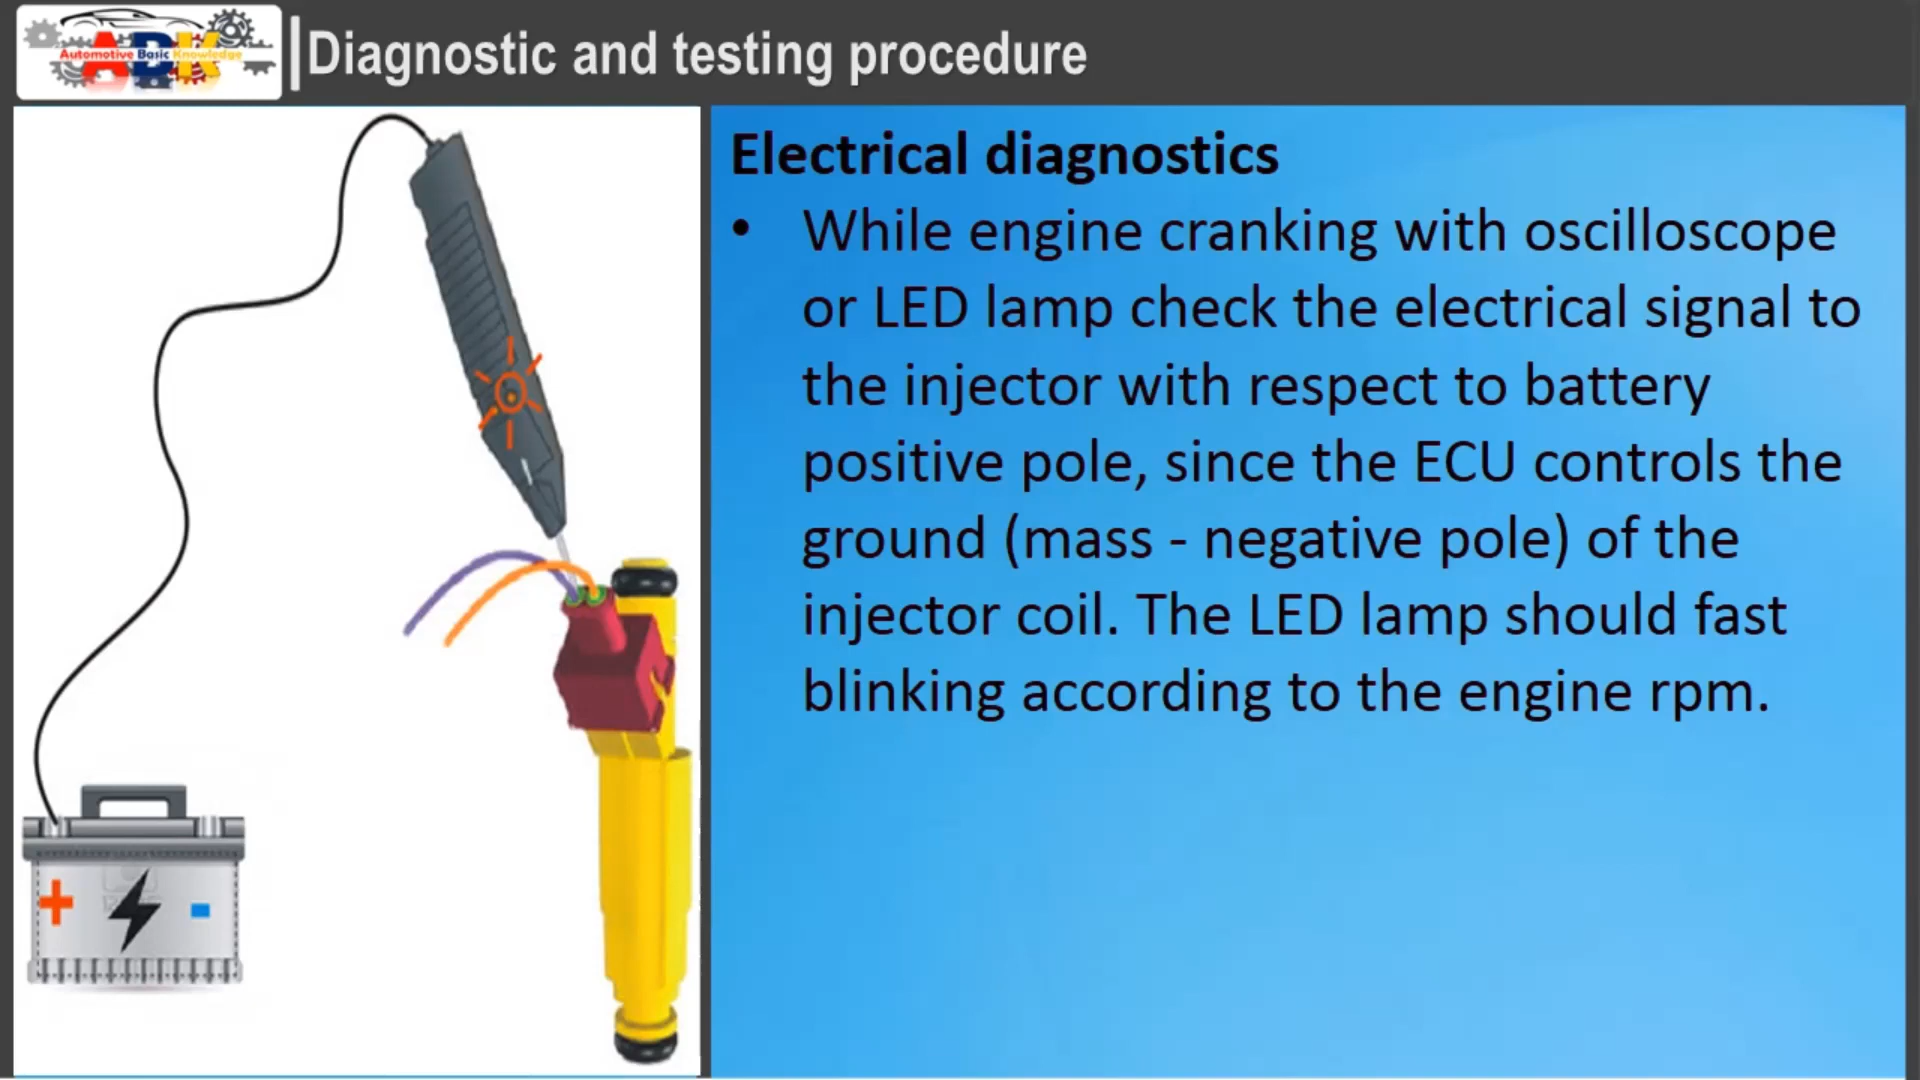 ABK
Automotive Basic Knowledge
Diagnostic and testing procedure
Electrical diagnostics
• While engine cranking with oscilloscope
or LED lamp check the electrical signal to
the injector with respect to battery
positive pole, since the ECU controls the
ground (mass - negative pole) of the
injector coil. The LED lamp should fast
blinking according to the engine rpm.
+ -